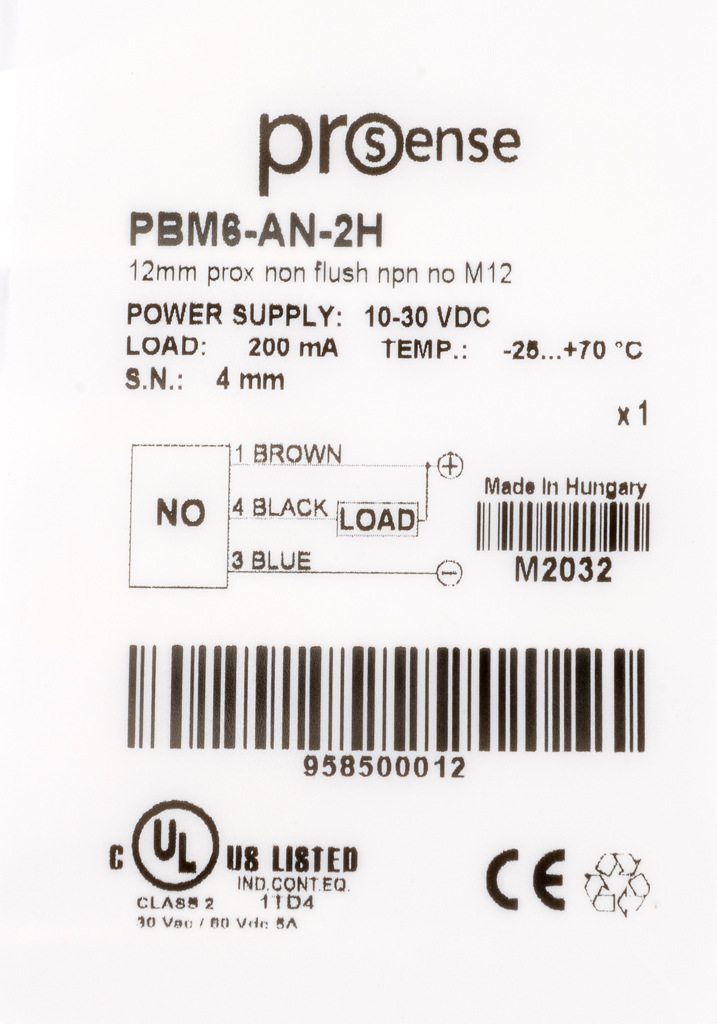 prosense
PBM6-AN-2H
12mm prox non flush npn no M12
POWER SUPPLY: 10-30 VDC
LOAD: 200 mA TEMP.: -25...+70 °C
S.N.: 4 mm
x 1
1 BROWN +
NO 4 BLACK LOAD
3 BLUE −
Made In Hungary
M2032
958500012
C UL US LISTED
IND.CONT.EQ.
CLASS 2 11D4
30 Vac / 60 Vdc 5A
CE